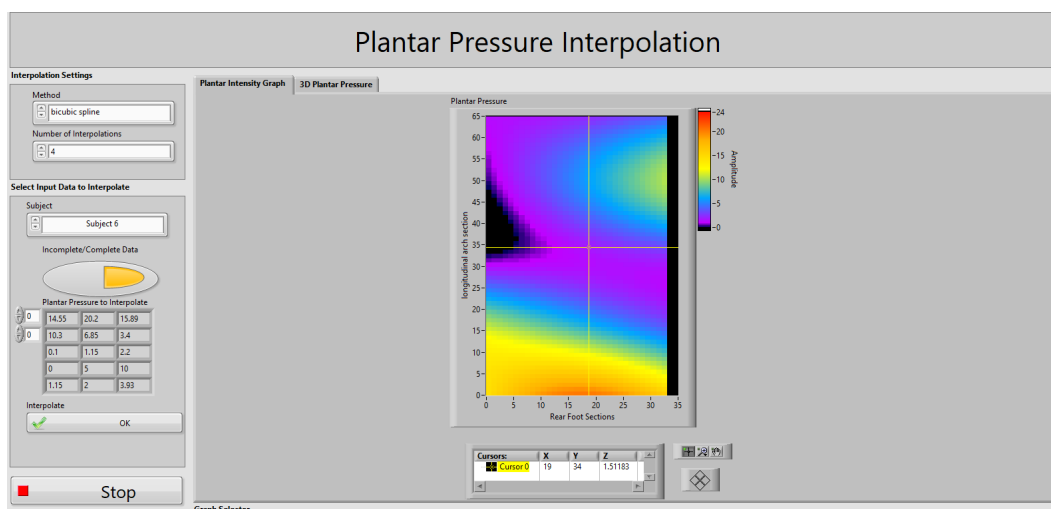 Plantar Pressure Interpolation
Interpolation Settings
Method
bicubic spline
Number of Interpolations
4
Select Input Data to Interpolate
Subject
Subject 6
Incomplete/Complete Data
Plantar Pressure to Interpolate
0 14.55 20.2 15.89
0 10.3 6.85 3.4
0.1 1.15 2.2
0 5 10
1.15 2 3.93
Interpolate
OK
Stop
Plantar Intensity Graph 3D Plantar Pressure
Plantar Pressure
longitudinal arch section
65-
60-
55-
50-
45-
40-
35-
30-
25-
20-
15-
10-
5-
0-
0 5 10 15 20 25 30 35
Rear Foot Sections
-24
-20
-15
-10
-5
-0
Amplitude
Cursors: X Y Z
Cursor 0 19 34 1.51183
Graph Selector